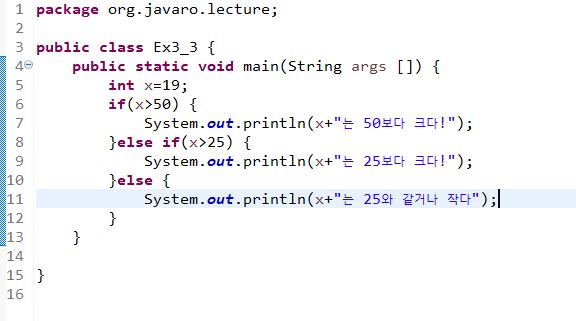 1 package org.javaro.lecture;
2
3 public class Ex3_3 {
4 public static void main(String args []) {
5 int x=19;
6 if(x>50) {
7 System.out.println(x+"는 50보다 크다!");
8 }else if(x>25) {
9 System.out.println(x+"는 25보다 크다!");
10 }else {
11 System.out.println(x+"는 25와 같거나 작다");
12 }
13 }
14
15 }
16